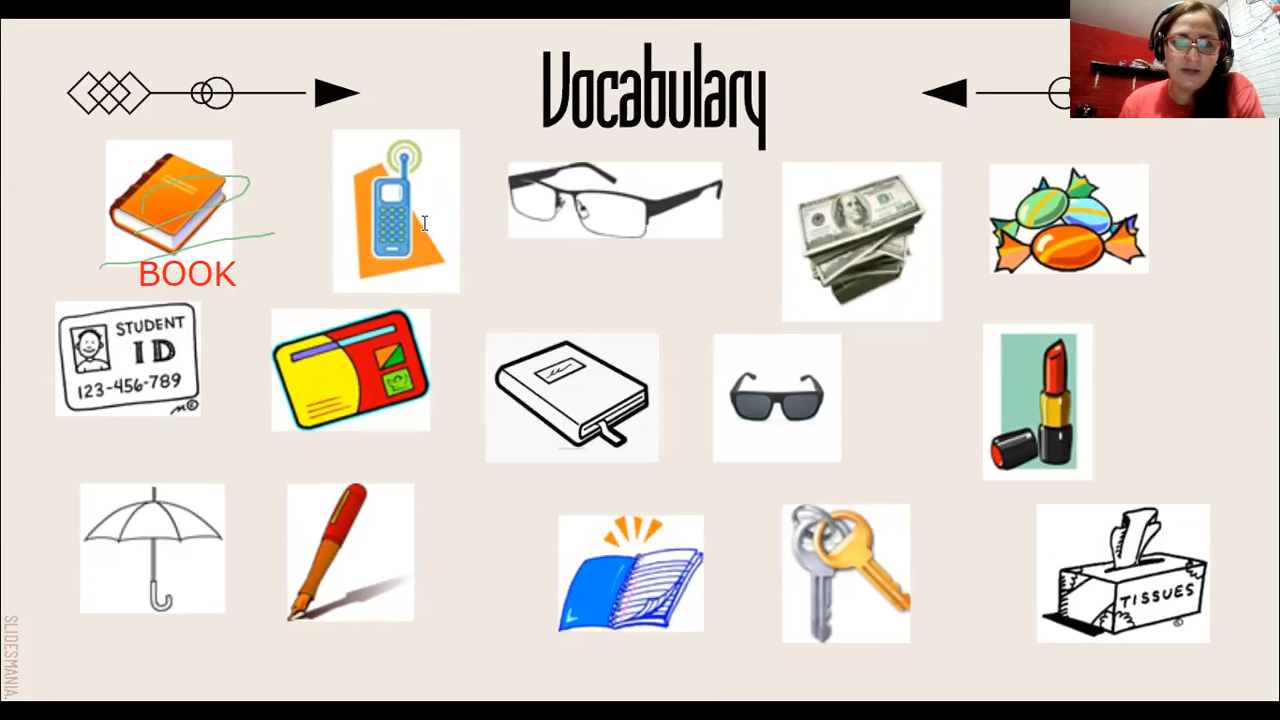 Vocabulary
BOOK
STUDENT
ID
123-456-789
TISSUES
SLIDESMANIA.